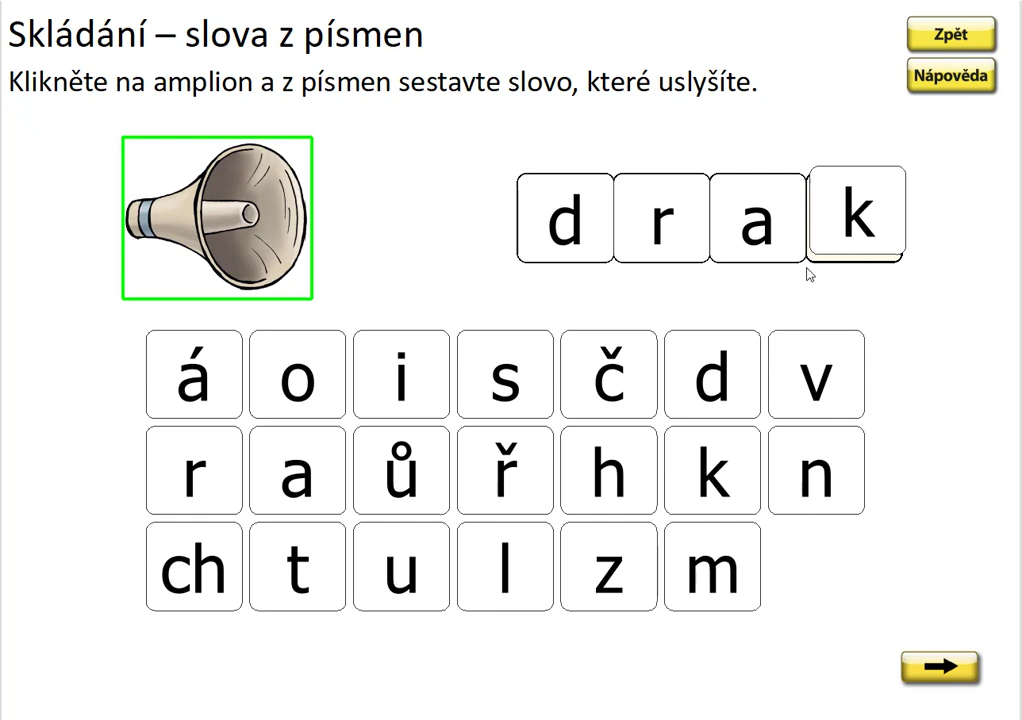 Skládání – slova z písmen
Zpět
Klikněte na amplion a z písmen sestavte slovo, které uslyšíte.
Nápověda
d r a k
á o i s č d v
r a ů ř h k n
ch t u l z m